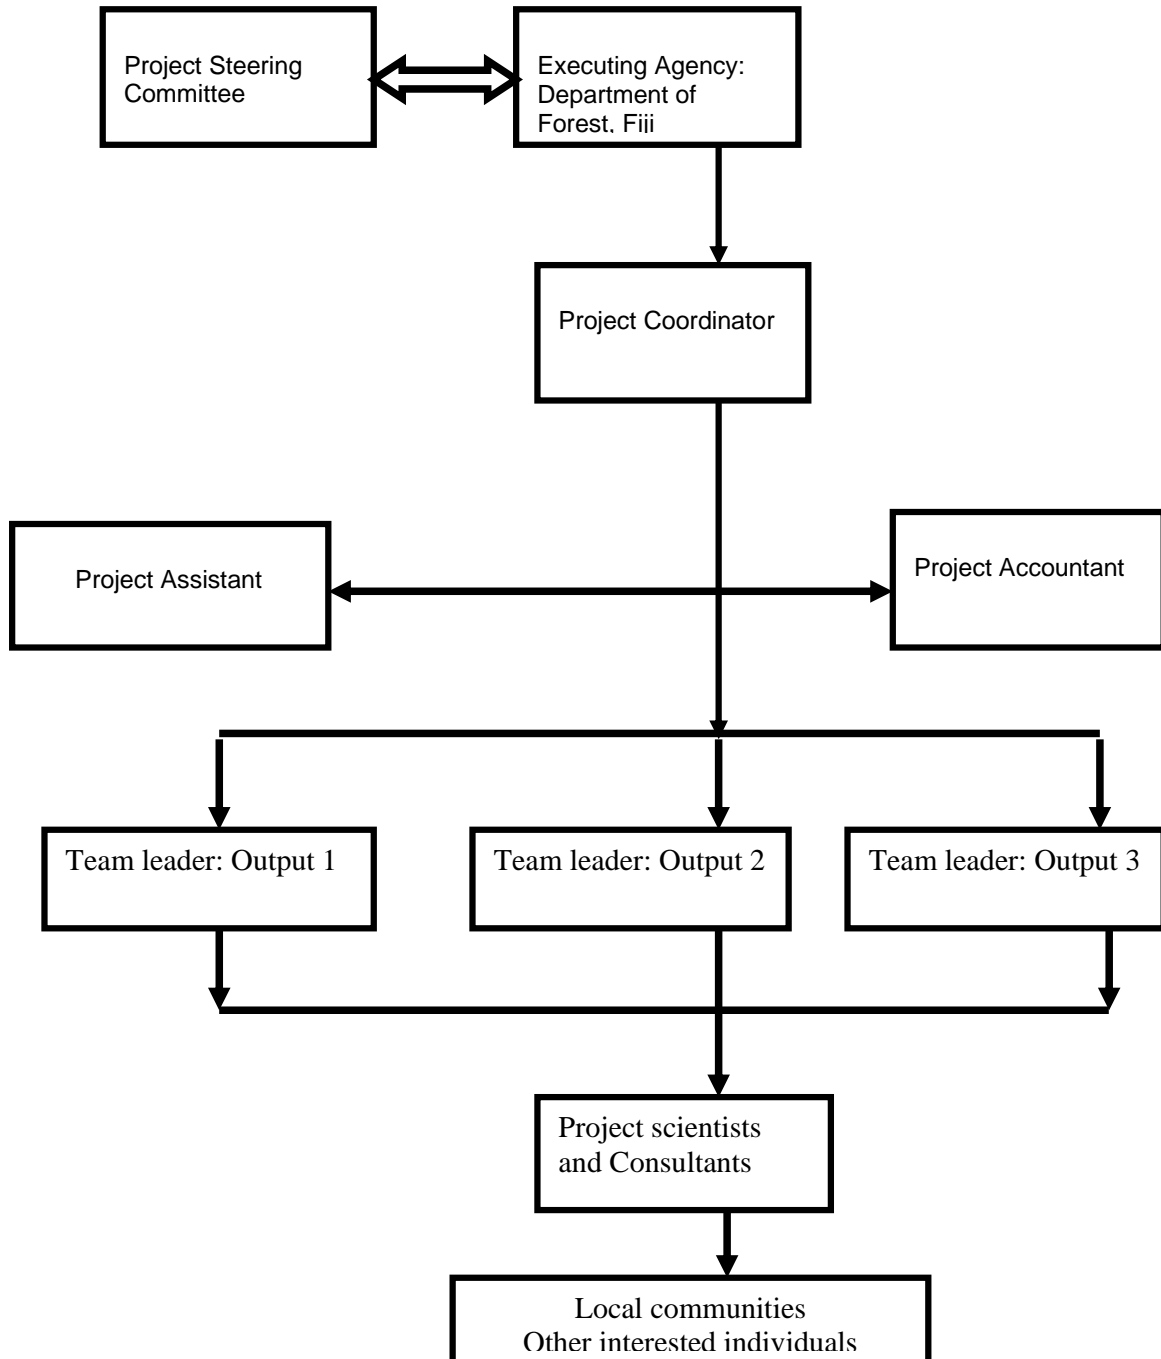 Project Steering
Committee
Executing Agency:
Department of
Forest, Fiji
Project Coordinator
Project Assistant
Project Accountant
Team leader: Output 1
Team leader: Output 2
Team leader: Output 3
Project scientists
and Consultants
Local communities
Other interested individuals